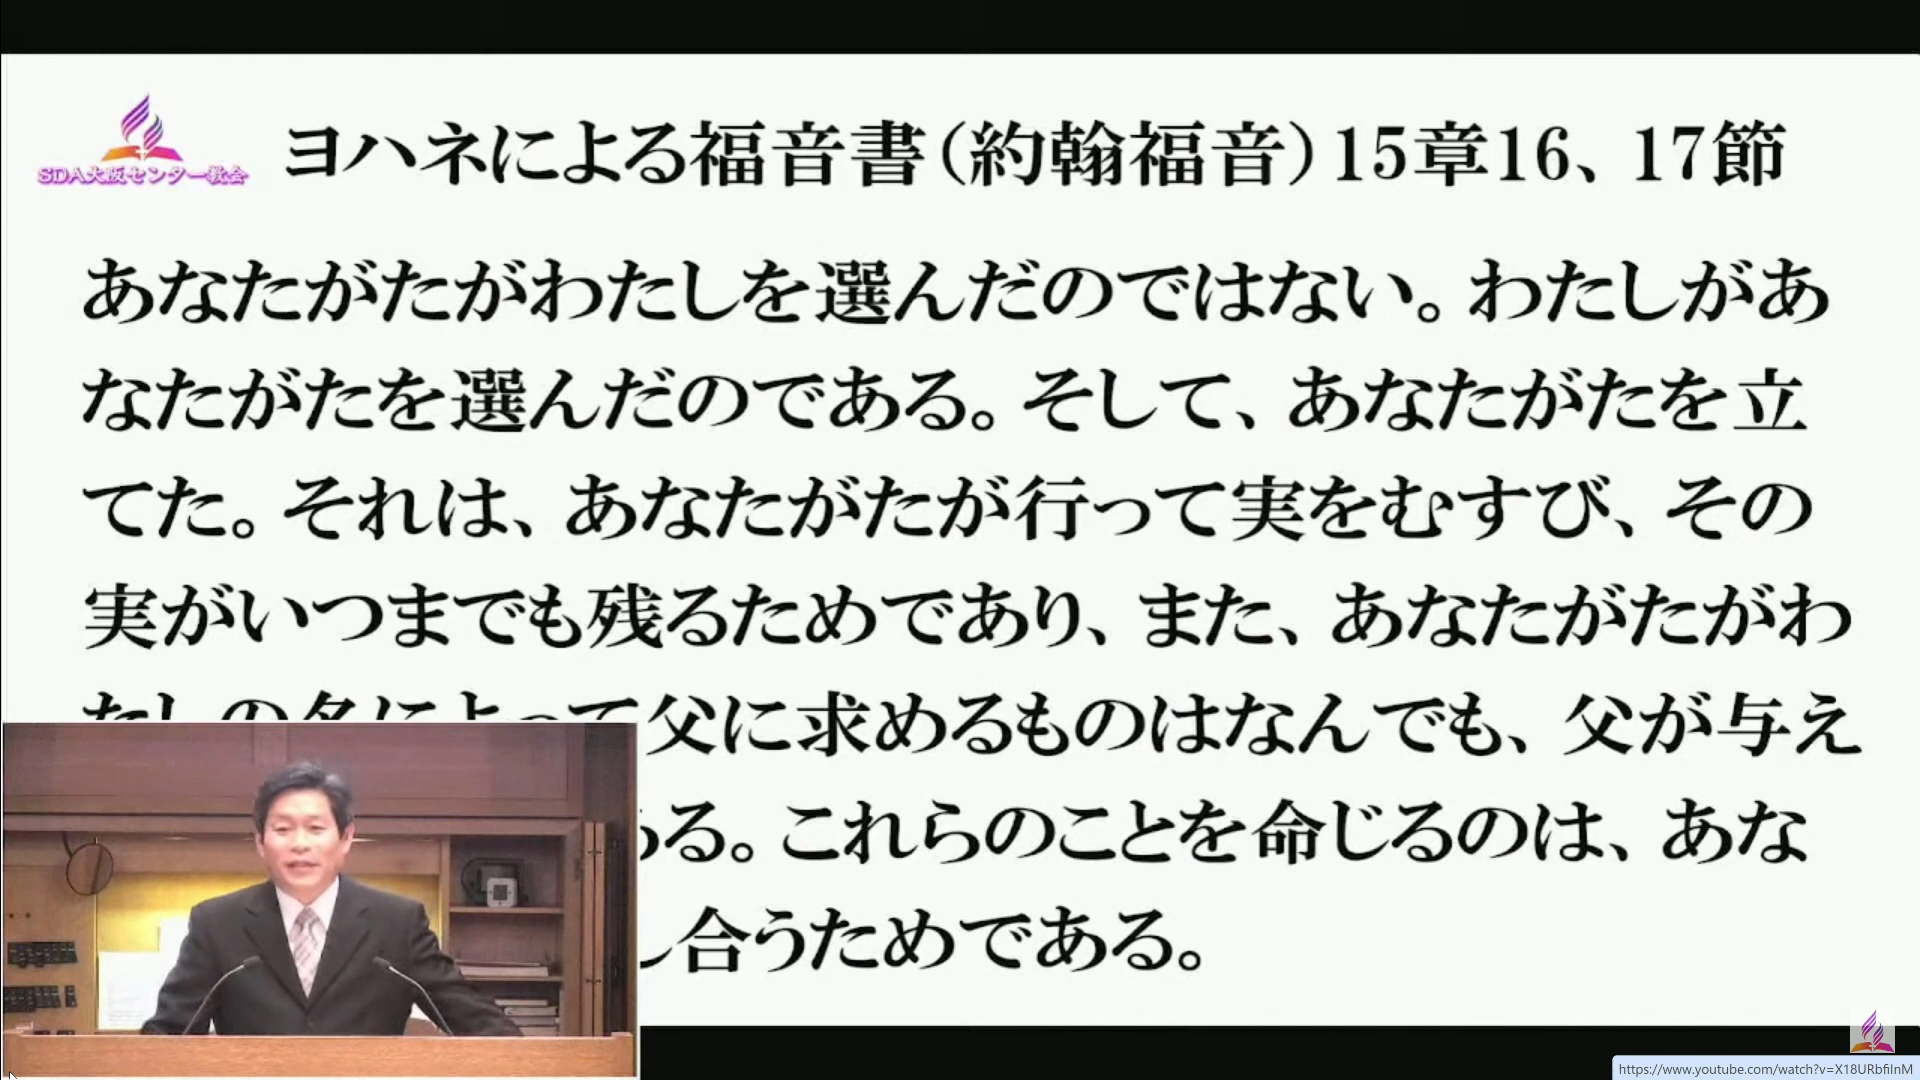 SDA大阪センター教会
ヨハネによる福音書(約翰福音)15章16、17節
あなたがたがわたしを選んだのではない。わたしがあ
なたがたを選んだのである。そして、あなたがたを立
てた。それは、あなたがたが行って実をむすび、その
実がいつまでも残るためであり、また、あなたがたがわ
たしの名によって父に求めるものはなんでも、父が与え
る。これらのことを命じるのは、あな
合うためである。
https://www.youtube.com/watch?v=X18URbfiInM